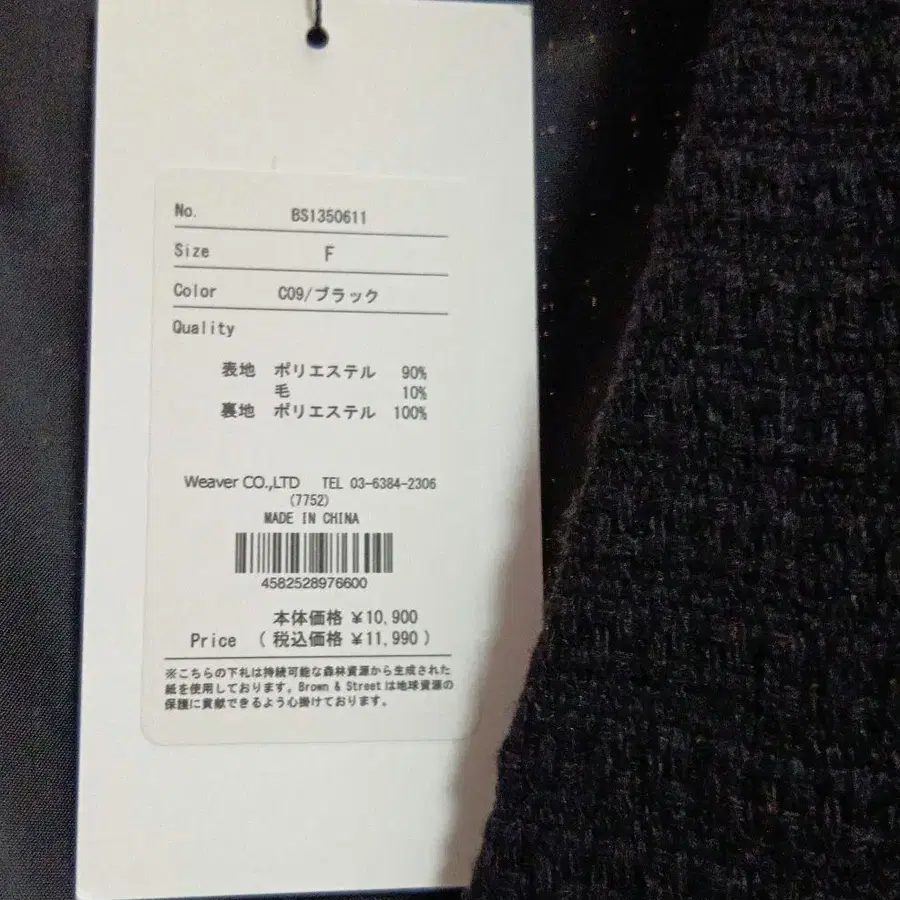 No. BS1350611
Size F
Color C09/ブラック
Quality
表地 ポリエステル 90%
毛 10%
裏地 ポリエステル 100%
Weaver CO.,LTD TEL 03-6384-2306
(7752)
MADE IN CHINA
4582528976600
本体価格 ¥10,900
Price ( 税込価格 ¥11,990 )
※こちらの下札は持続可能な森林資源から生成された
紙を使用しております。Brown & Streetは地球資源の
保護に貢献できるよう心掛けております。